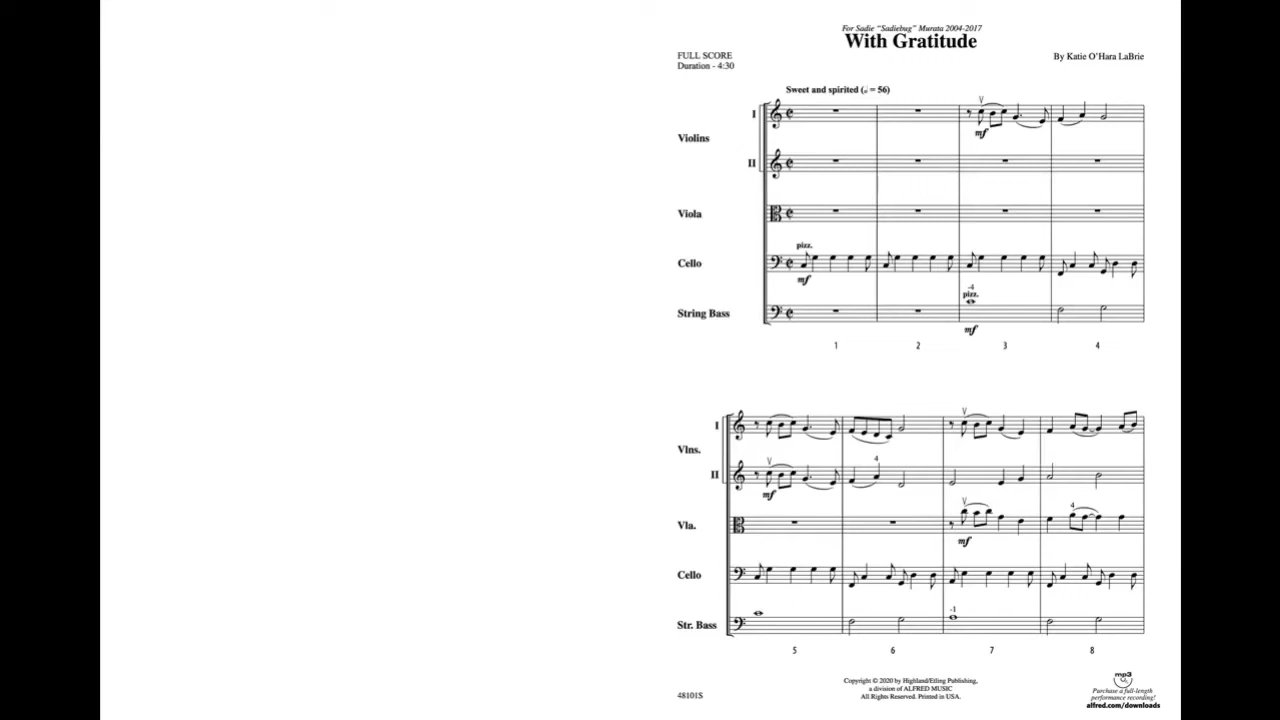 For Sadie "Sadiebug" Murata 2004-2017
With Gratitude
FULL SCORE
Duration - 4:30
By Katie O'Hara LaBrie
Sweet and spirited (𝅗𝅥 = 56)
I
mf
Violins
II
Viola
pizz.
Cello
mf
-4
pizz.
String Bass
mf
1 2 3 4
I
Vlns.
4
II
mf
4
Vla.
mf
Cello
-1
Str. Bass
5 6 7 8
Copyright © 2020 by Highland/Etling Publishing,
a division of ALFRED MUSIC
All Rights Reserved. Printed in USA.
48101S
mp3
Purchase a full-length
performance recording!
alfred.com/downloads